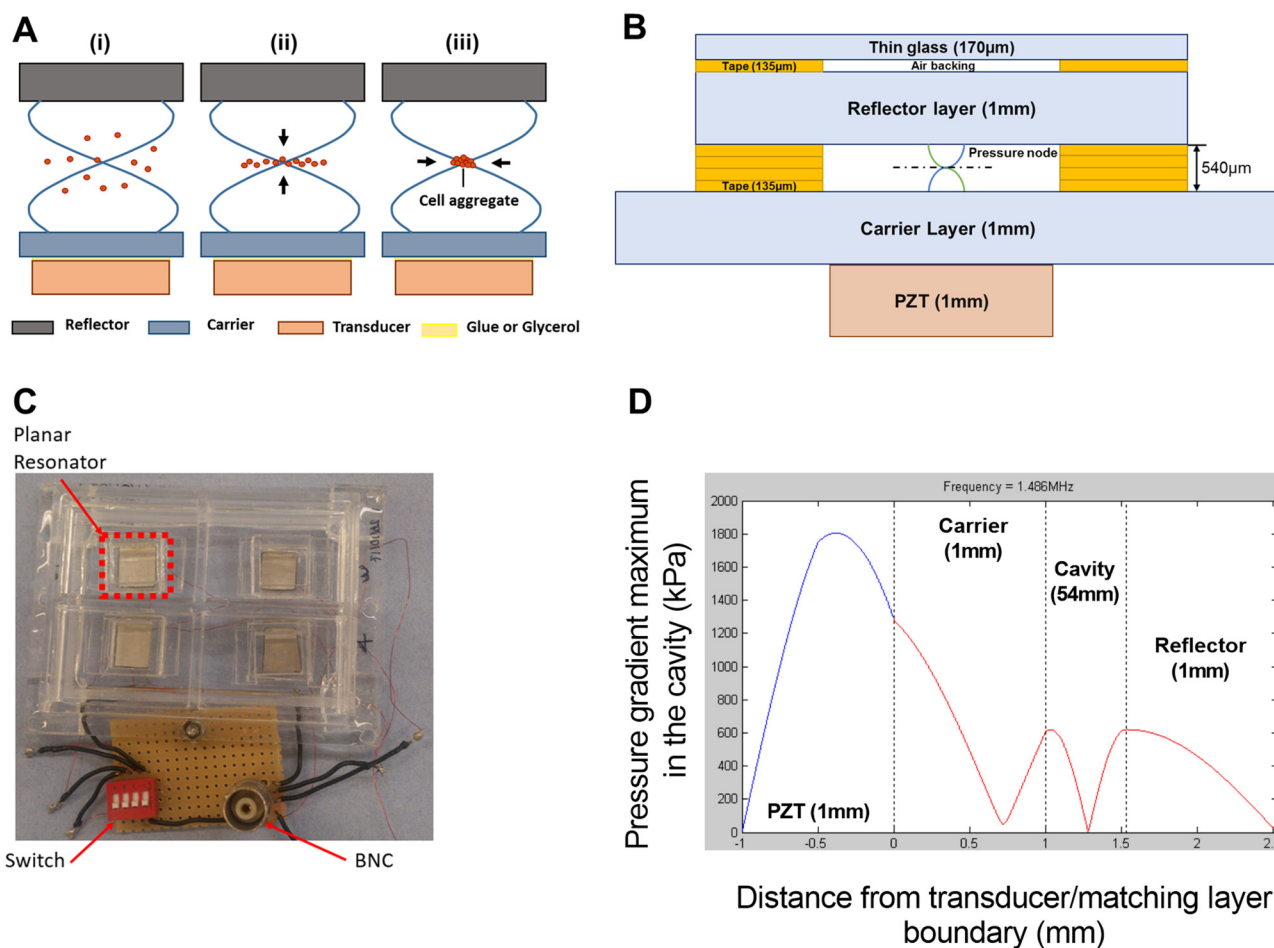 A
(i)
(ii)
(iii)
Cell aggregate
Reflector
Carrier
Transducer
Glue or Glycerol
B
Thin glass (170µm)
Tape (135µm)
Air backing
Reflector layer (1mm)
Pressure node
Tape (135µm)
540µm
Carrier Layer (1mm)
PZT (1mm)
C
Planar
Resonator
Switch
BNC
D
Frequency = 1.486MHz
Pressure gradient maximum
in the cavity (kPa)
2000
1800
1600
1400
1200
1000
800
600
400
200
0
Carrier
(1mm)
Cavity
(54mm)
Reflector
(1mm)
PZT (1mm)
-1
-0.5
0
0.5
1
1.5
2
2.
Distance from transducer/matching layer
boundary (mm)